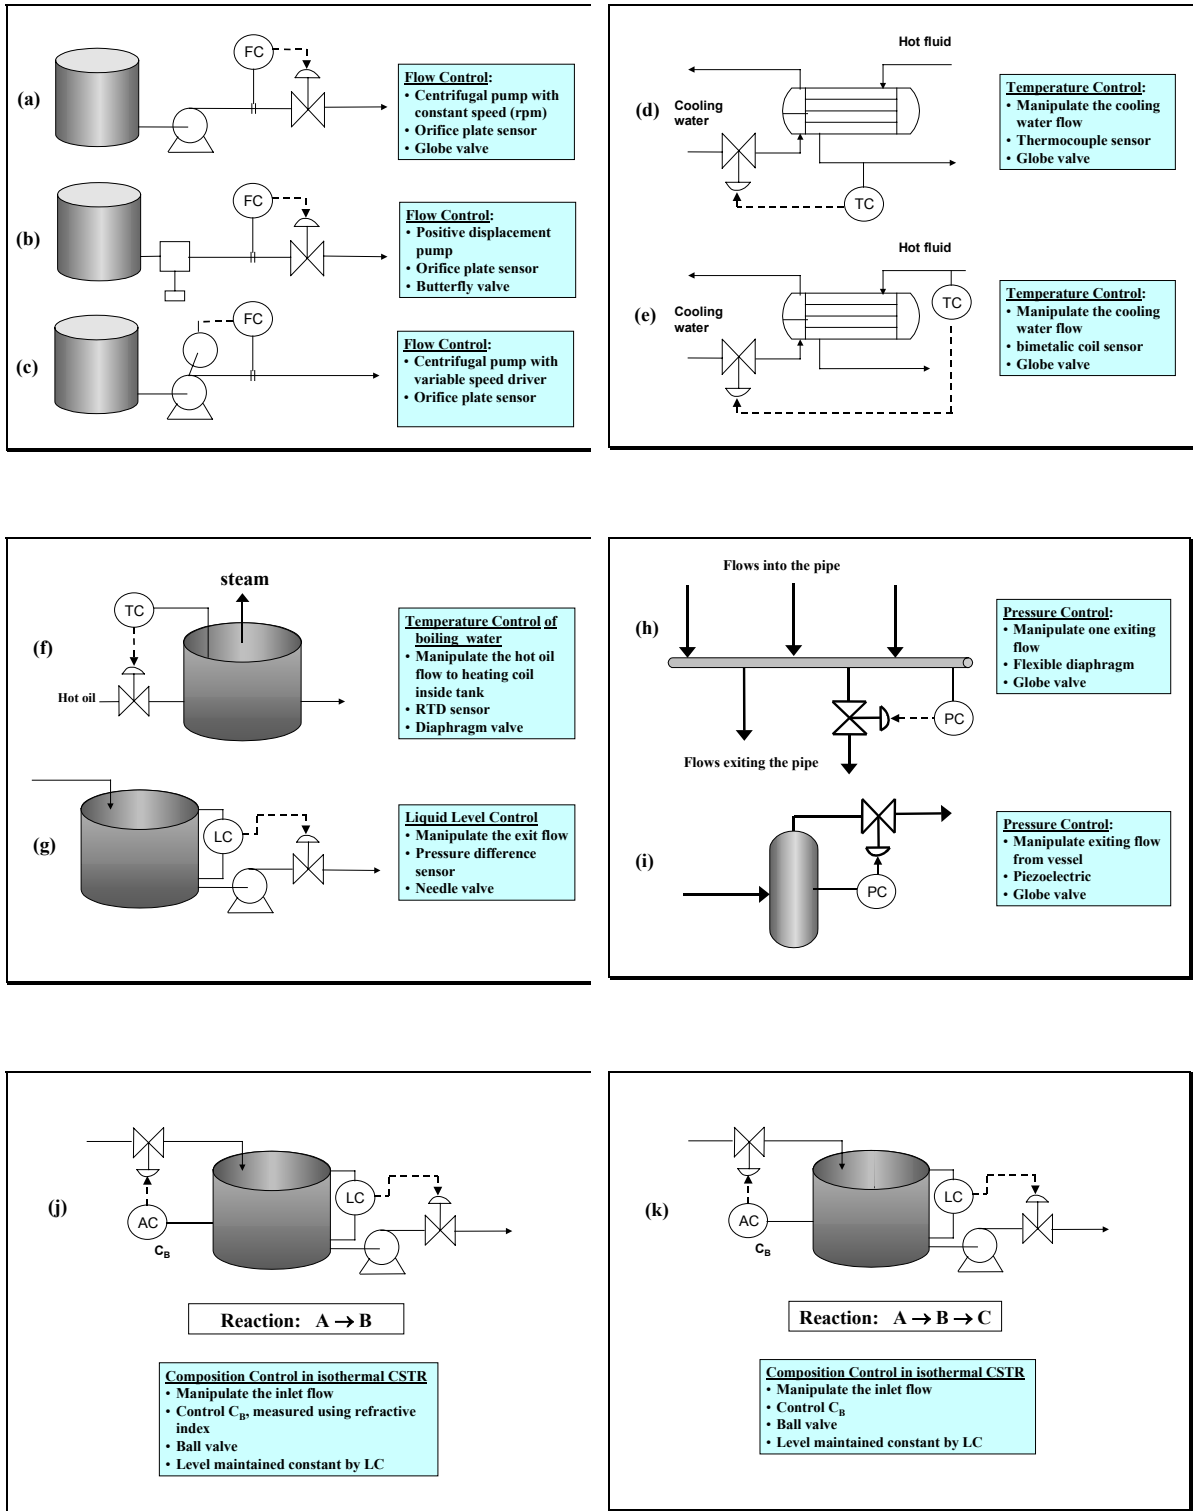 (a)
FC
Flow Control:
• Centrifugal pump with
constant speed (rpm)
• Orifice plate sensor
• Globe valve
(b)
FC
Flow Control:
• Positive displacement
pump
• Orifice plate sensor
• Butterfly valve
(c)
FC
Flow Control:
• Centrifugal pump with
variable speed driver
• Orifice plate sensor
(d)
Hot fluid
Cooling
water
TC
Temperature Control:
• Manipulate the cooling
water flow
• Thermocouple sensor
• Globe valve
(e)
Hot fluid
Cooling
water
TC
Temperature Control:
• Manipulate the cooling
water flow
• bimetalic coil sensor
• Globe valve
(f)
steam
TC
Hot oil
Temperature Control of
boiling water
• Manipulate the hot oil
flow to heating coil
inside tank
• RTD sensor
• Diaphragm valve
(g)
LC
Liquid Level Control
• Manipulate the exit flow
• Pressure difference
sensor
• Needle valve
(h)
Flows into the pipe
PC
Flows exiting the pipe
Pressure Control:
• Manipulate one exiting
flow
• Flexible diaphragm
• Globe valve
(i)
PC
Pressure Control:
• Manipulate exiting flow
from vessel
• Piezoelectric
• Globe valve
(j)
LC
AC
CB
Reaction: A → B
Composition Control in isothermal CSTR
• Manipulate the inlet flow
• Control CB, measured using refractive
index
• Ball valve
• Level maintained constant by LC
(k)
LC
AC
CB
Reaction: A → B → C
Composition Control in isothermal CSTR
• Manipulate the inlet flow
• Control CB
• Ball valve
• Level maintained constant by LC